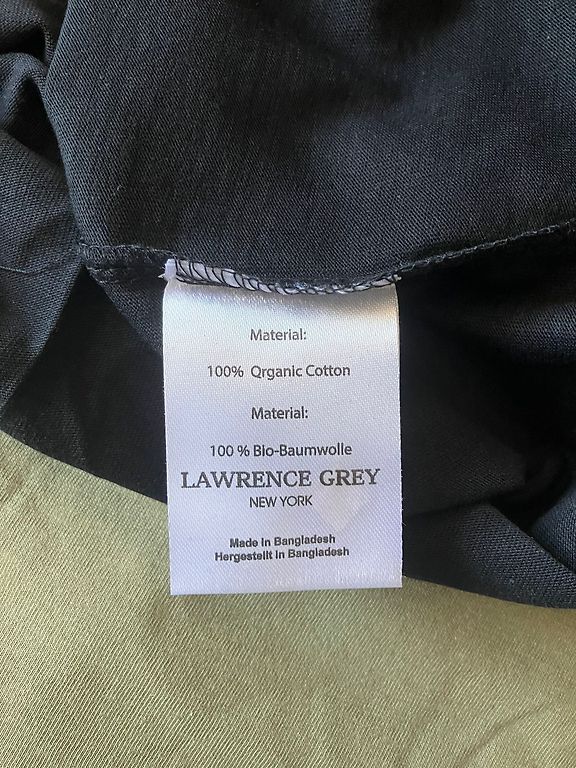 Material:
100% Qrganic Cotton
Material:
100 % Bio-Baumwolle
LAWRENCE GREY
NEW YORK
Made in Bangladesh
Hergestellt in Bangladesh